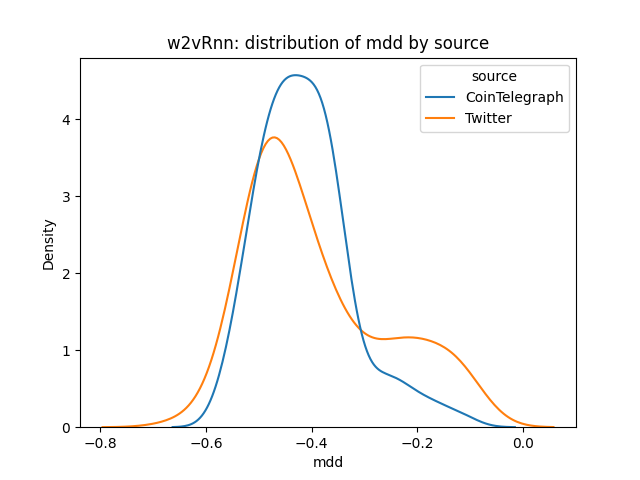 w2vRnn: distribution of mdd by source
source
CoinTelegraph
Twitter
Density
4
3
2
1
0
−0.8
−0.6
−0.4
−0.2
0.0
mdd